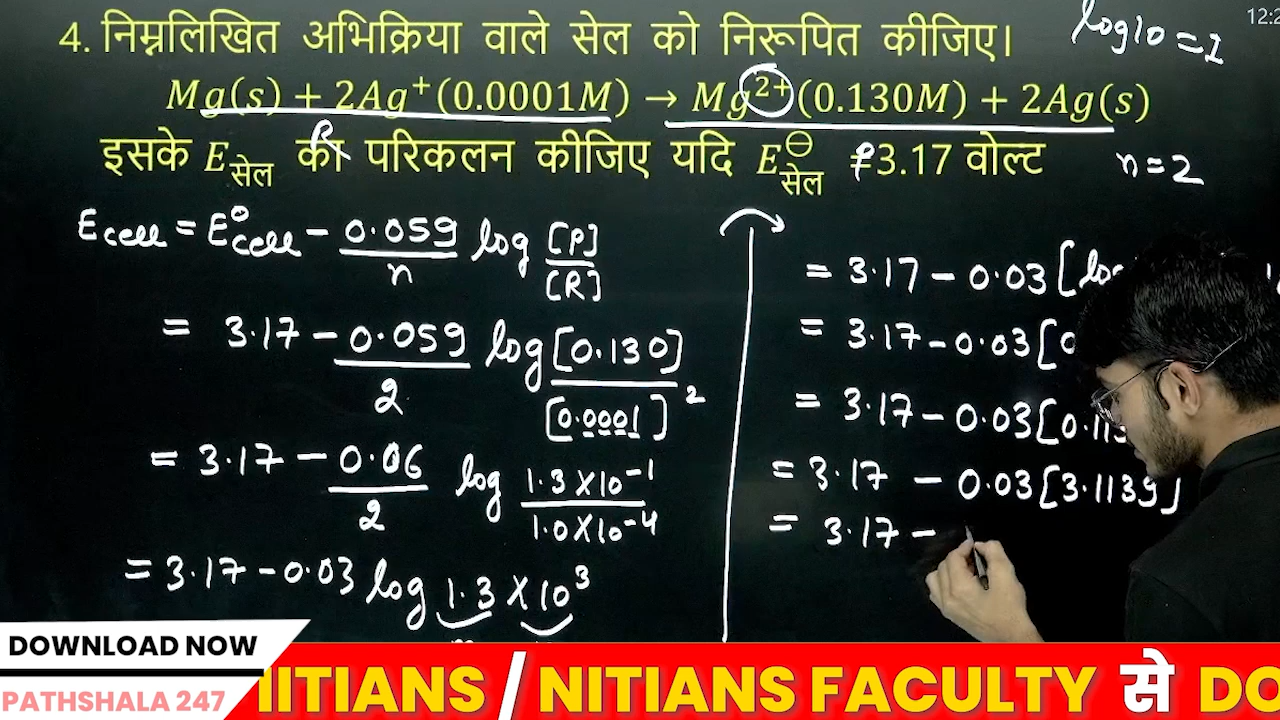 12:2
log10 = 1
4. निम्नलिखित अभिक्रिया वाले सेल को निरूपित कीजिए।
Mg(s) + 2Ag⁺(0.0001M) → Mg²⁺(0.130M) + 2Ag(s)
R P
इसके E सेल का परिकलन कीजिए यदि E⊖ सेल = 3.17 वोल्ट
n = 2
Ecell = E°cell − 0.059/n log [P]/[R]
= 3.17 − 0.059/2 log [0.130]/[0.0001]²
= 3.17 − 0.06/2 log 1.3×10⁻¹/1.0×10⁻⁴
= 3.17 − 0.03 log 1.3 × 10³
= 3.17 − 0.03 [lo
= 3.17 − 0.03 [0
= 3.17 − 0.03 [0.113
= 3.17 − 0.03 [3.1139]
= 3.17 −
DOWNLOAD NOW
PATHSHALA 247
IITIANS / NITIANS FACULTY से DO